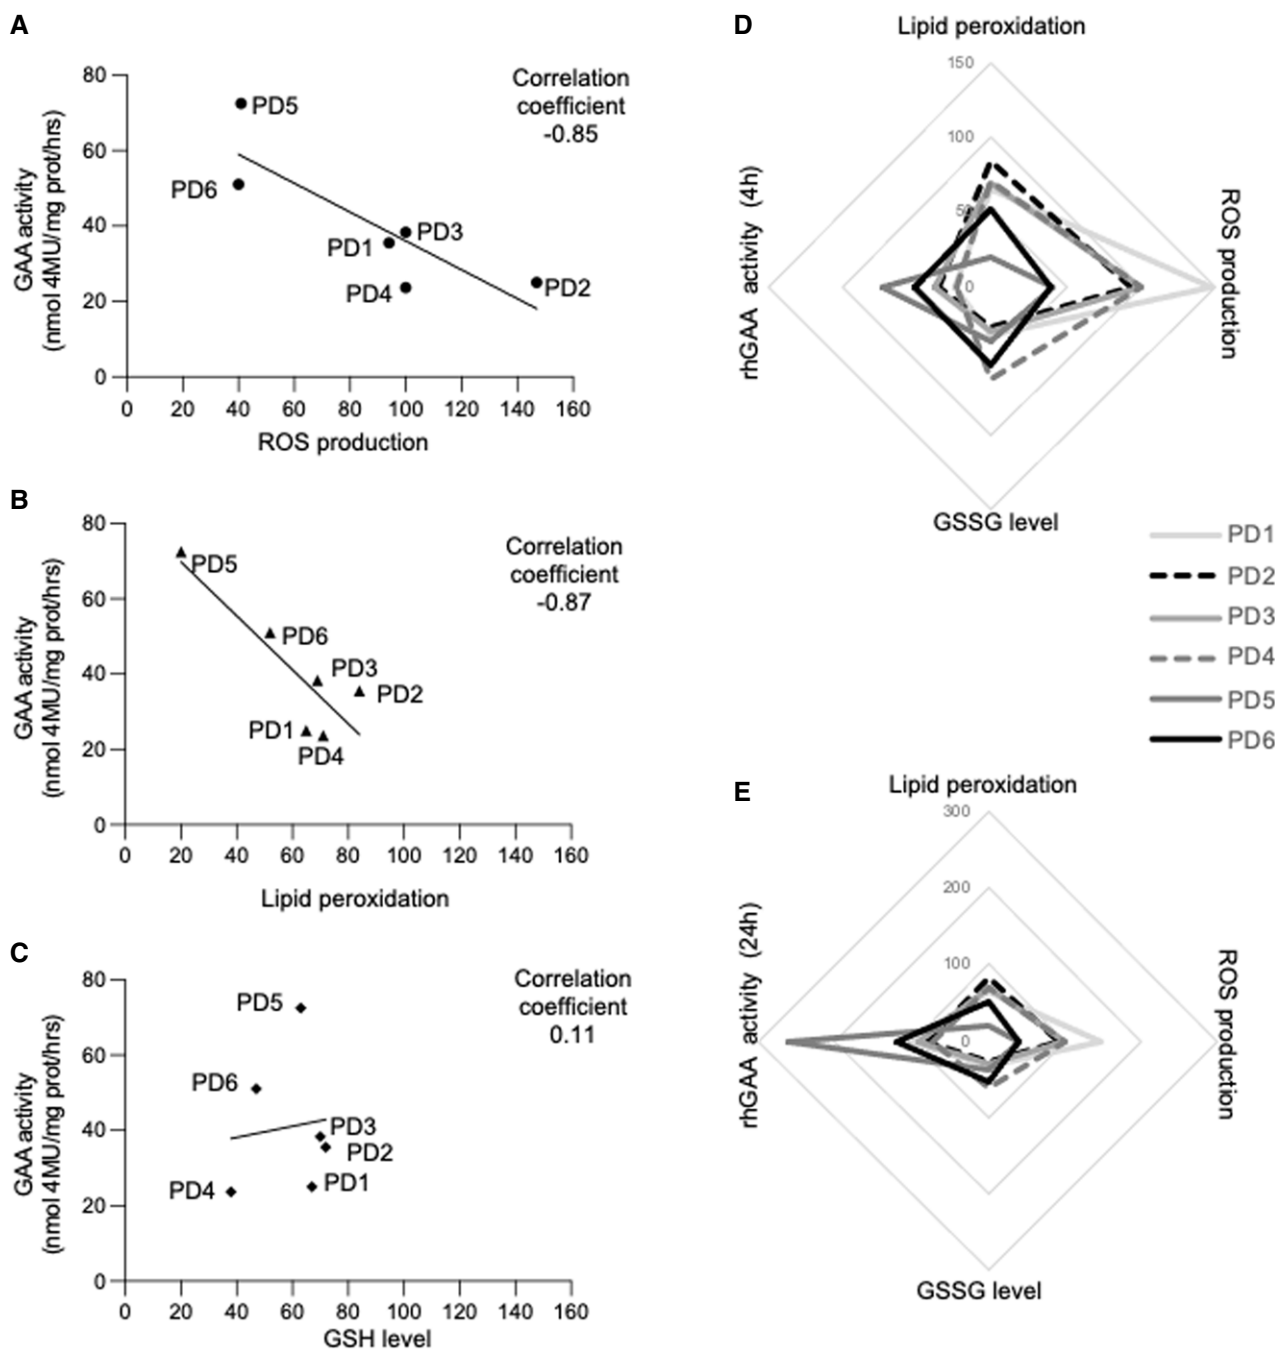 A
Correlation
coefficient
-0.85
GAA activity
(nmol 4MU/mg prot/hrs)
80
60
40
20
0
PD5
PD6
PD1
PD3
PD4
PD2
0 20 40 60 80 100 120 140 160
ROS production
B
Correlation
coefficient
-0.87
GAA activity
(nmol 4MU/mg prot/hrs)
80
60
40
20
0
PD5
PD6
PD3
PD2
PD1
PD4
0 20 40 60 80 100 120 140 160
Lipid peroxidation
C
Correlation
coefficient
0.11
GAA activity
(nmol 4MU/mg prot/hrs)
80
60
40
20
0
PD5
PD6
PD3
PD2
PD4
PD1
0 20 40 60 80 100 120 140 160
GSH level
D
Lipid peroxidation
150
100
50
0
rhGAA activity (4h)
ROS production
GSSG level
PD1
PD2
PD3
PD4
PD5
PD6
E
Lipid peroxidation
300
200
100
0
rhGAA activity (24h)
ROS production
GSSG level